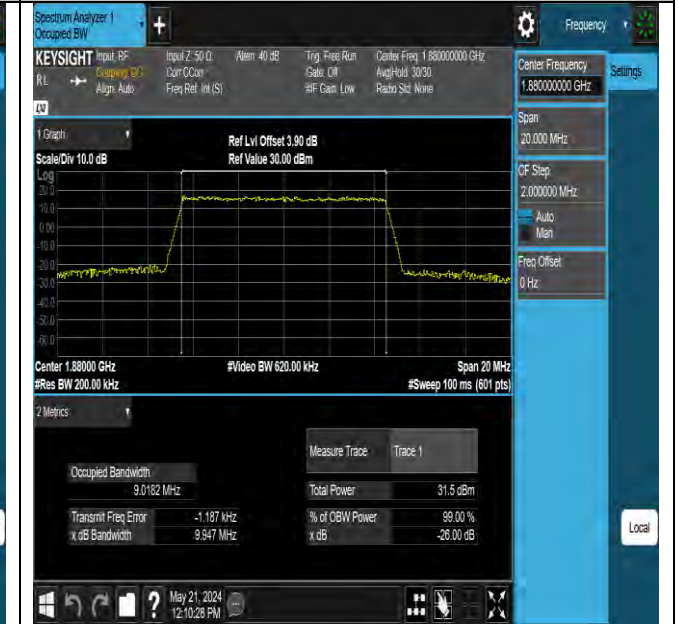 Spectrum Analyzer 1
Occupied BW
+
Frequency
KEYSIGHT Input: RF
Input Z: 50 Ω
Atten: 40 dB
Trig: Free Run
Center Freq: 1.880000000 GHz
RL
Coupling: DC
Corr CCorr
Gate: Off
Avg|Hold: 30/30
Align: Auto
Freq Ref: Int (S)
#IF Gain: Low
Radio Std: None
Center Frequency
1.880000000 GHz
Settings
Span
20.000 MHz
CF Step
2.000000 MHz
Auto
Man
Freq Offset
0 Hz
1 Graph
Ref Lvl Offset 3.90 dB
Scale/Div 10.0 dB
Ref Value 30.00 dBm
Log
20.0
10.0
0.00
-10.0
-20.0
-30.0
-40.0
-50.0
-60.0
Center 1.88000 GHz
#Video BW 620.00 kHz
Span 20 MHz
#Res BW 200.00 kHz
#Sweep 100 ms (601 pts)
2 Metrics
Measure Trace
Trace 1
Occupied Bandwidth
9.0182 MHz
Total Power
31.5 dBm
Transmit Freq Error
-1.187 kHz
% of OBW Power
99.00 %
x dB Bandwidth
9.947 MHz
x dB
-26.00 dB
Local
?
May 21, 2024
12:10:28 PM